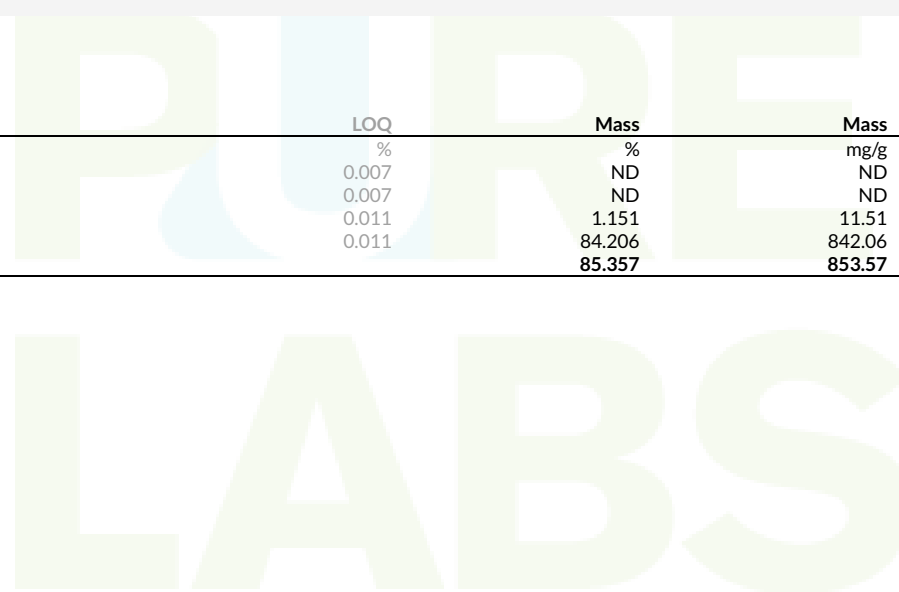 LOQ Mass Mass
% % mg/g
0.007 ND ND
0.007 ND ND
0.011 1.151 11.51
0.011 84.206 842.06
85.357 853.57
PURE
LABS